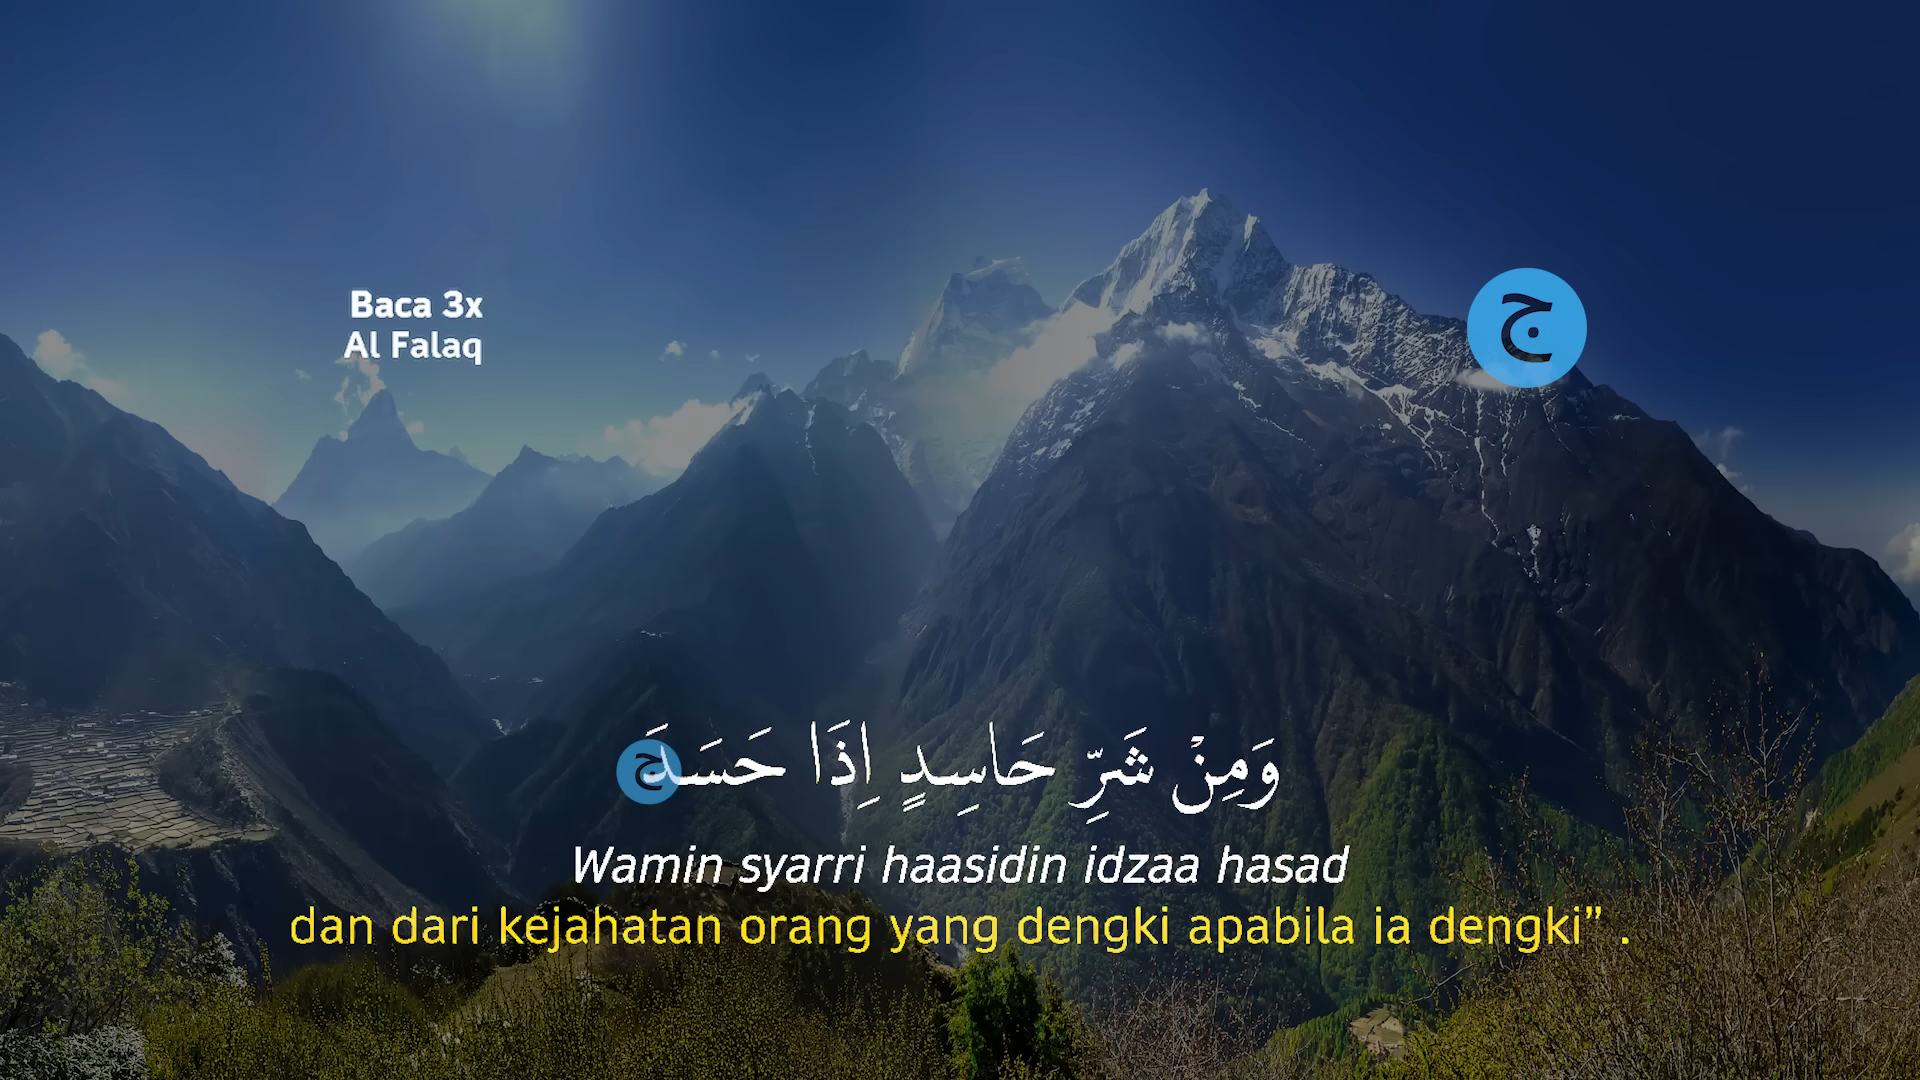 Baca 3x
Al Falaq
ج
وَمِنْ شَرِّ حَاسِدٍ اِذَا حَسَدَ ج
Wamin syarri haasidin idzaa hasad
dan dari kejahatan orang yang dengki apabila ia dengki” .